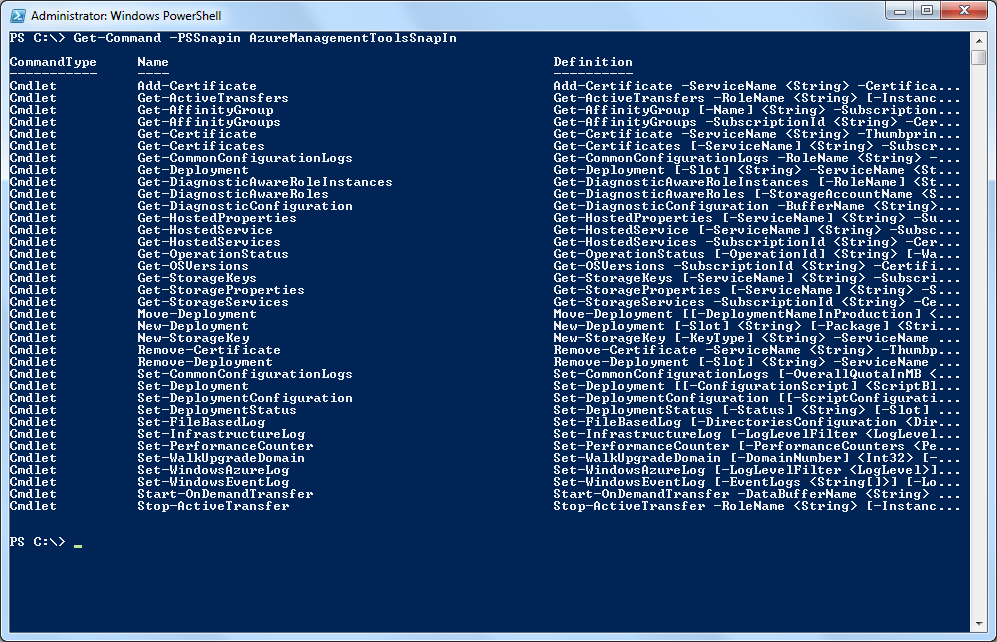 Administrator: Windows PowerShell
PS C:\> Get-Command -PSSnapin AzureManagementToolsSnapIn
CommandType Name Definition
----------- ---- ----------
Cmdlet Add-Certificate Add-Certificate -ServiceName <String> -Certifica...
Cmdlet Get-ActiveTransfers Get-ActiveTransfers -RoleName <String> [-Instanc...
Cmdlet Get-AffinityGroup Get-AffinityGroup [-Name] <String> -Subscription...
Cmdlet Get-AffinityGroups Get-AffinityGroups -SubscriptionId <String> -Cer...
Cmdlet Get-Certificate Get-Certificate -ServiceName <String> -Thumbprin...
Cmdlet Get-Certificates Get-Certificates [-ServiceName] <String> -Subscr...
Cmdlet Get-CommonConfigurationLogs Get-CommonConfigurationLogs -RoleName <String> -...
Cmdlet Get-Deployment Get-Deployment [-Slot] <String> -ServiceName <St...
Cmdlet Get-DiagnosticAwareRoleInstances Get-DiagnosticAwareRoleInstances [-RoleName] <St...
Cmdlet Get-DiagnosticAwareRoles Get-DiagnosticAwareRoles [-StorageAccountName <S...
Cmdlet Get-DiagnosticConfiguration Get-DiagnosticConfiguration -BufferName <String>...
Cmdlet Get-HostedProperties Get-HostedProperties [-ServiceName] <String> -Su...
Cmdlet Get-HostedService Get-HostedService [-ServiceName] <String> -Subsc...
Cmdlet Get-HostedServices Get-HostedServices -SubscriptionId <String> -Cer...
Cmdlet Get-OperationStatus Get-OperationStatus [-OperationId] <String> [-Wa...
Cmdlet Get-OSVersions Get-OSVersions -SubscriptionId <String> -Certifi...
Cmdlet Get-StorageKeys Get-StorageKeys [-ServiceName] <String> -Subscri...
Cmdlet Get-StorageProperties Get-StorageProperties [-ServiceName] <String> -S...
Cmdlet Get-StorageServices Get-StorageServices -SubscriptionId <String> -Ce...
Cmdlet Move-Deployment Move-Deployment [[-DeploymentNameInProduction] <...
Cmdlet New-Deployment New-Deployment [-Slot] <String> [-Package] <Stri...
Cmdlet New-StorageKey New-StorageKey [-KeyType] <String> -ServiceName ...
Cmdlet Remove-Certificate Remove-Certificate -ServiceName <String> -Thumbp...
Cmdlet Remove-Deployment Remove-Deployment [-Slot] <String> -ServiceName ...
Cmdlet Set-CommonConfigurationLogs Set-CommonConfigurationLogs [-OverallQuotaInMB <...
Cmdlet Set-Deployment Set-Deployment [[-ConfigurationScript] <ScriptBl...
Cmdlet Set-DeploymentConfiguration Set-DeploymentConfiguration [[-ScriptConfigurati...
Cmdlet Set-DeploymentStatus Set-DeploymentStatus [-Status] <String> [-Slot] ...
Cmdlet Set-FileBasedLog Set-FileBasedLog [-DirectoriesConfiguration <Dir...
Cmdlet Set-InfrastructureLog Set-InfrastructureLog [-LogLevelFilter <LogLevel...
Cmdlet Set-PerformanceCounter Set-PerformanceCounter [-PerformanceCounters <Pe...
Cmdlet Set-WalkUpgradeDomain Set-WalkUpgradeDomain [-DomainNumber] <Int32> [-...
Cmdlet Set-WindowsAzureLog Set-WindowsAzureLog [-LogLevelFilter <LogLevel>]...
Cmdlet Set-WindowsEventLog Set-WindowsEventLog [-EventLogs <String[]>] [-Lo...
Cmdlet Start-OnDemandTransfer Start-OnDemandTransfer -DataBufferName <String> ...
Cmdlet Stop-ActiveTransfer Stop-ActiveTransfer -RoleName <String> [-Instanc...
PS C:\> _